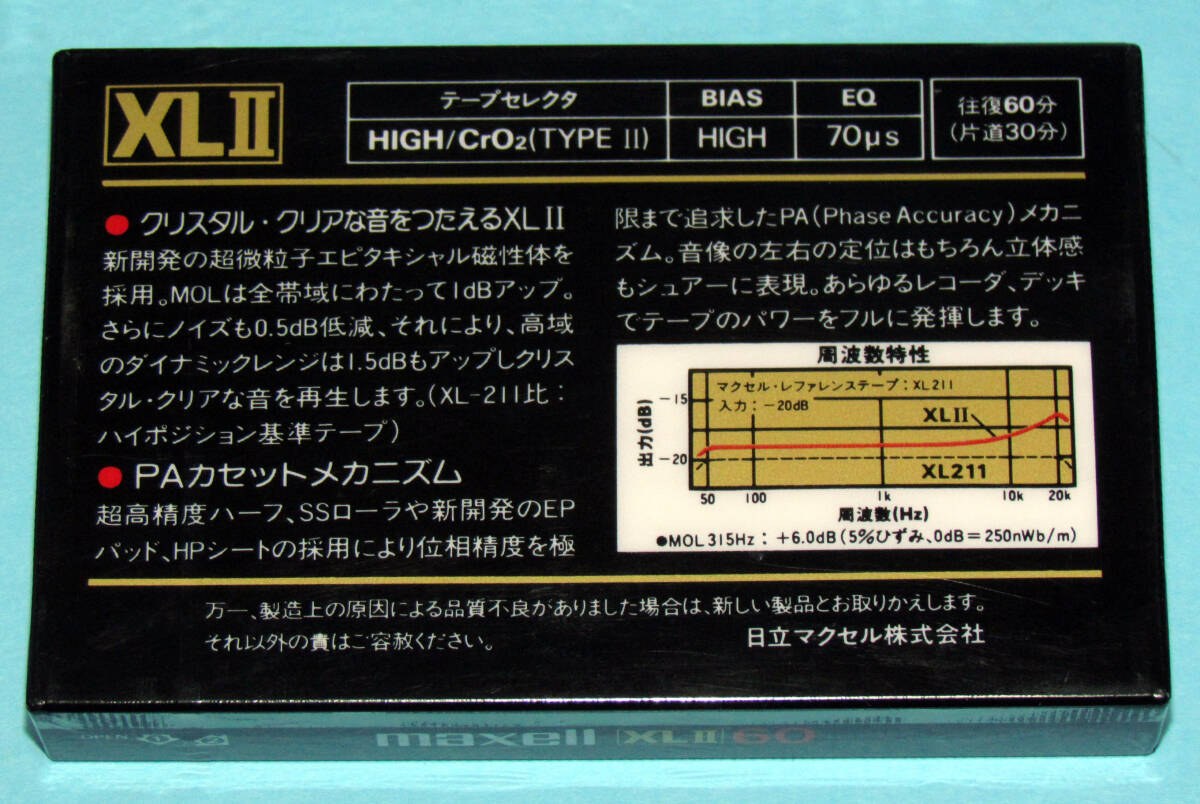 XLII
テープセレクタ BIAS EQ
HIGH/CrO₂(TYPE II) HIGH 70μs
往復60分
(片道30分)
● クリスタル・クリアな音をつたえるXLII
新開発の超微粒子エピタキシャル磁性体を
採用。MOLは全帯域にわたって1dBアップ。
さらにノイズも0.5dB低減、それにより、高域
のダイナミックレンジは1.5dBもアップしクリス
タル・クリアな音を再生します。(XL-211比:
ハイポジション基準テープ)
● PAカセットメカニズム
超高精度ハーフ、SSローラや新開発のEP
パッド、HPシートの採用により位相精度を極
限まで追求したPA(Phase Accuracy)メカニ
ズム。音像の左右の定位はもちろん立体感
もシュアーに表現。あらゆるレコーダ、デッキ
でテープのパワーをフルに発揮します。
周波数特性
マクセル・レファレンステープ:XL211
入力:-20dB
出力(dB)
-15
-20
XLII
XL211
50 100 1k 10k 20k
周波数(Hz)
●MOL 315Hz:+6.0dB(5%ひずみ、0dB=250nWb/m)
万一、製造上の原因による品質不良がありました場合は、新しい製品とお取りかえします。
それ以外の責はご容赦ください。
日立マクセル株式会社
OPEN
maxell XLII 60